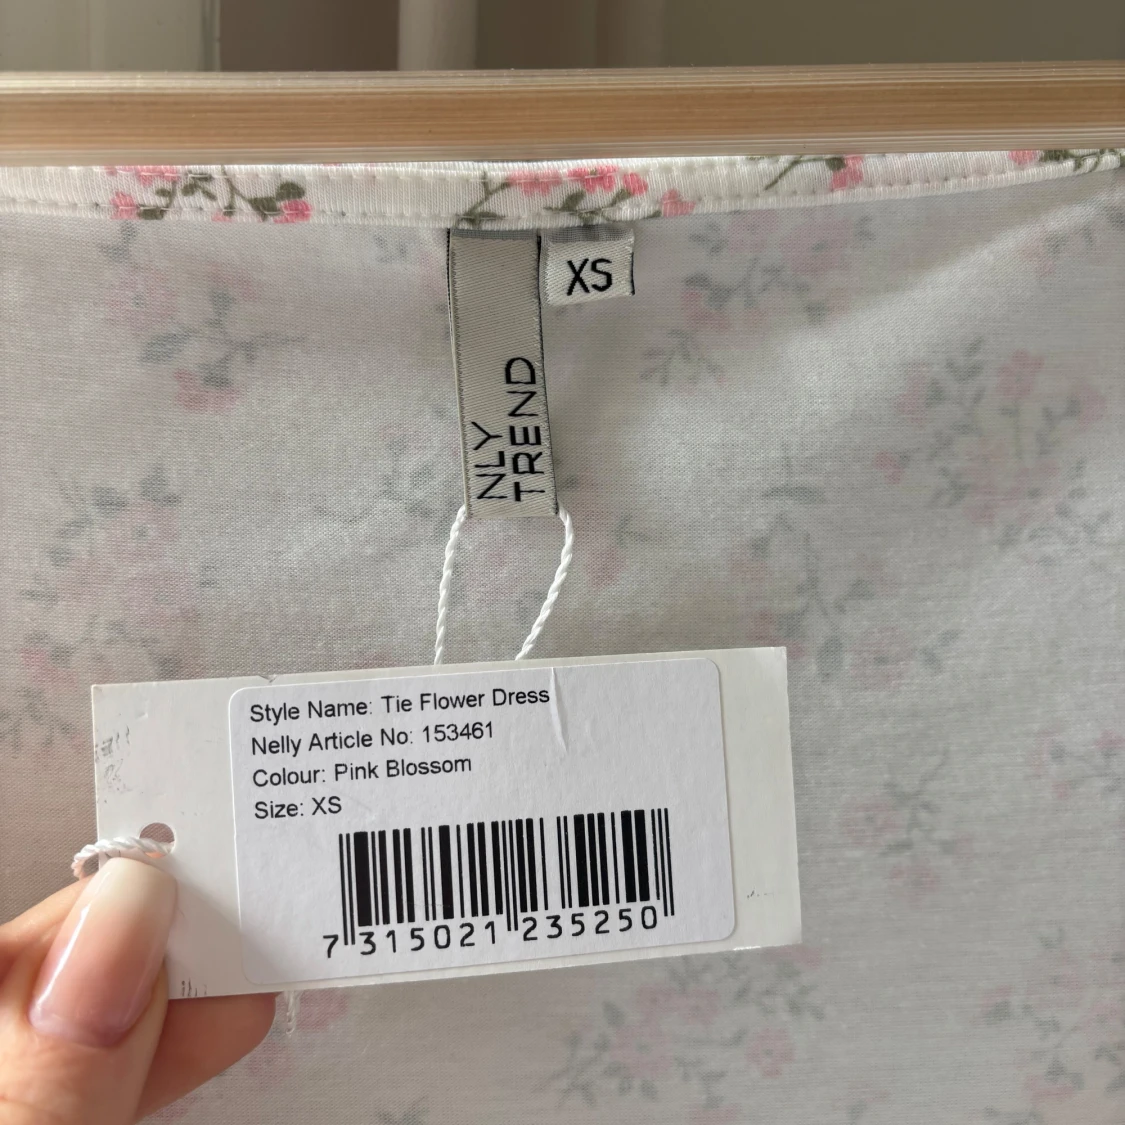 XS
NLY
TREND
Style Name: Tie Flower Dress
Nelly Article No: 153461
Colour: Pink Blossom
Size: XS
7 315021 235250